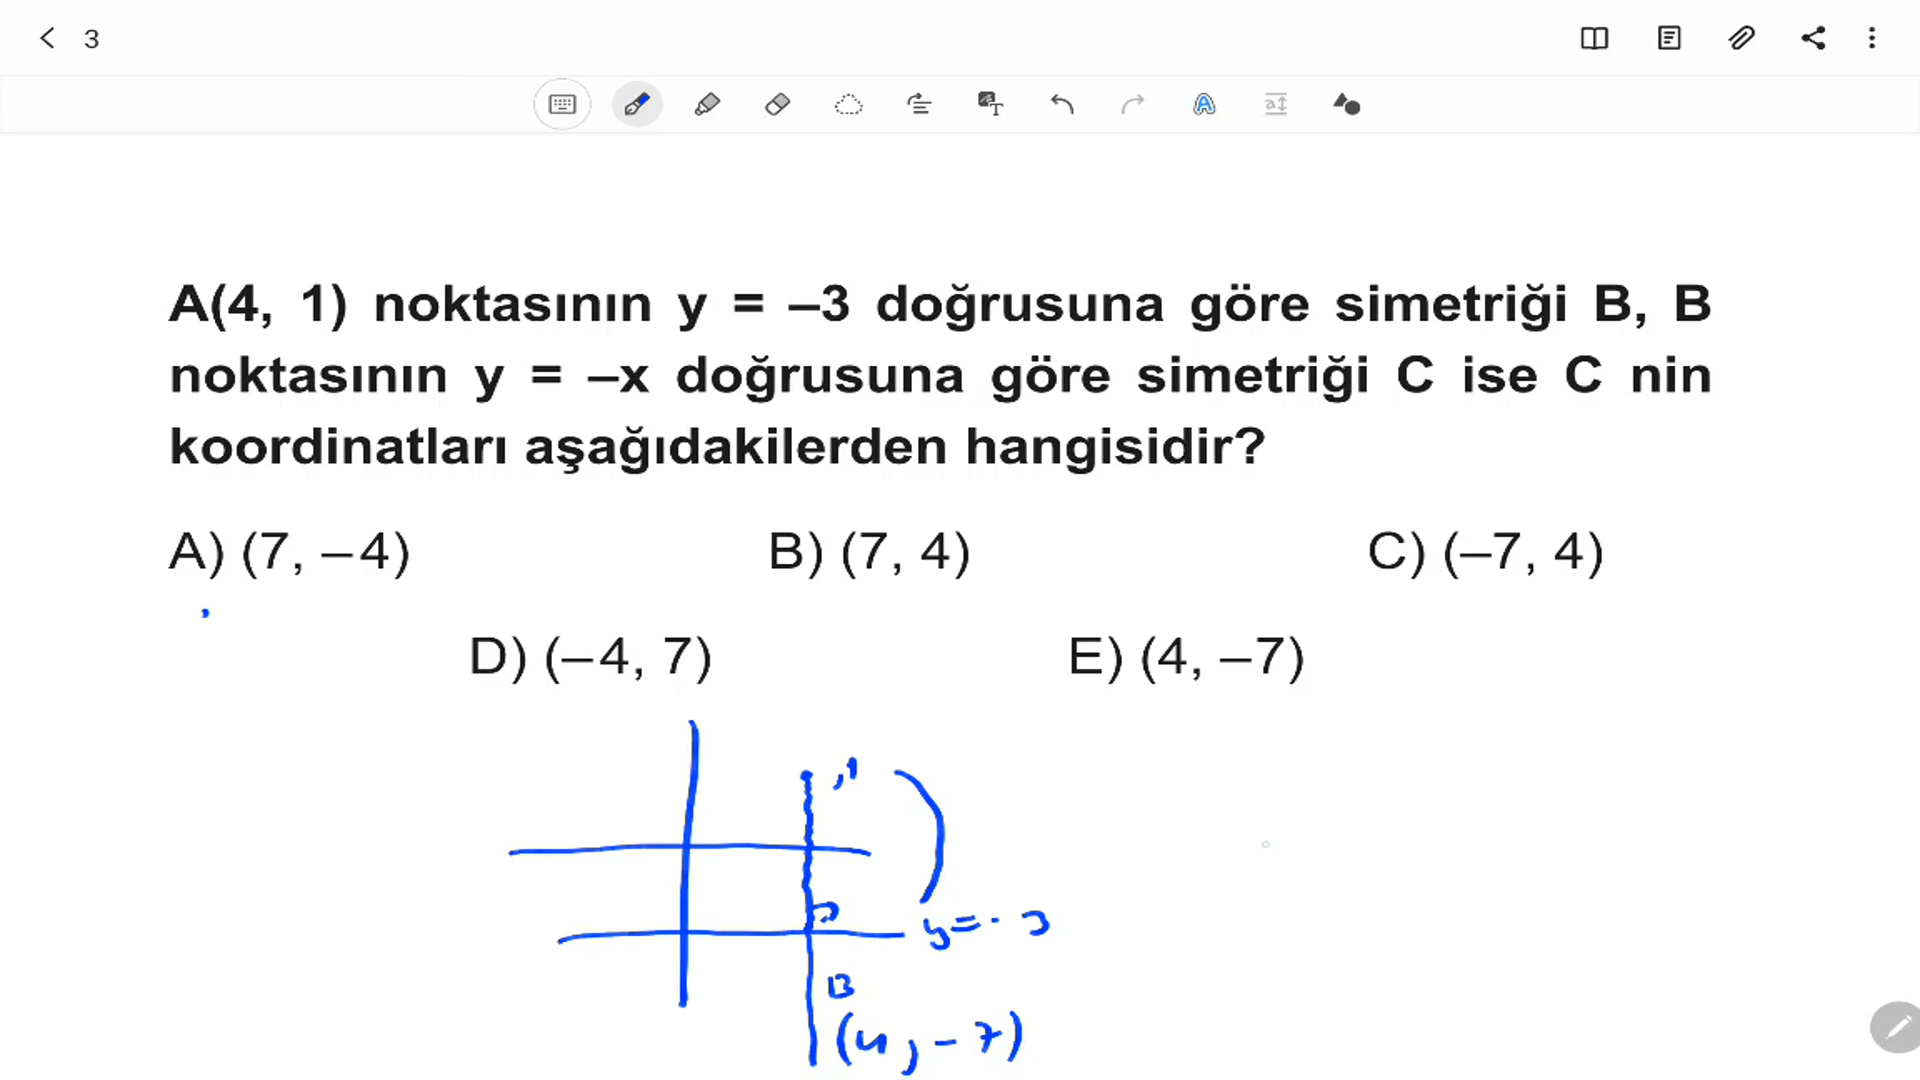 3
A(4, 1) noktasının y = –3 doğrusuna göre simetriği B, B
noktasının y = –x doğrusuna göre simetriği C ise C nin
koordinatları aşağıdakilerden hangisidir?
A) (7, –4) B) (7, 4) C) (–7, 4)
D) (–4, 7) E) (4, –7)
,1
y = - 3
B
(4, - 7)